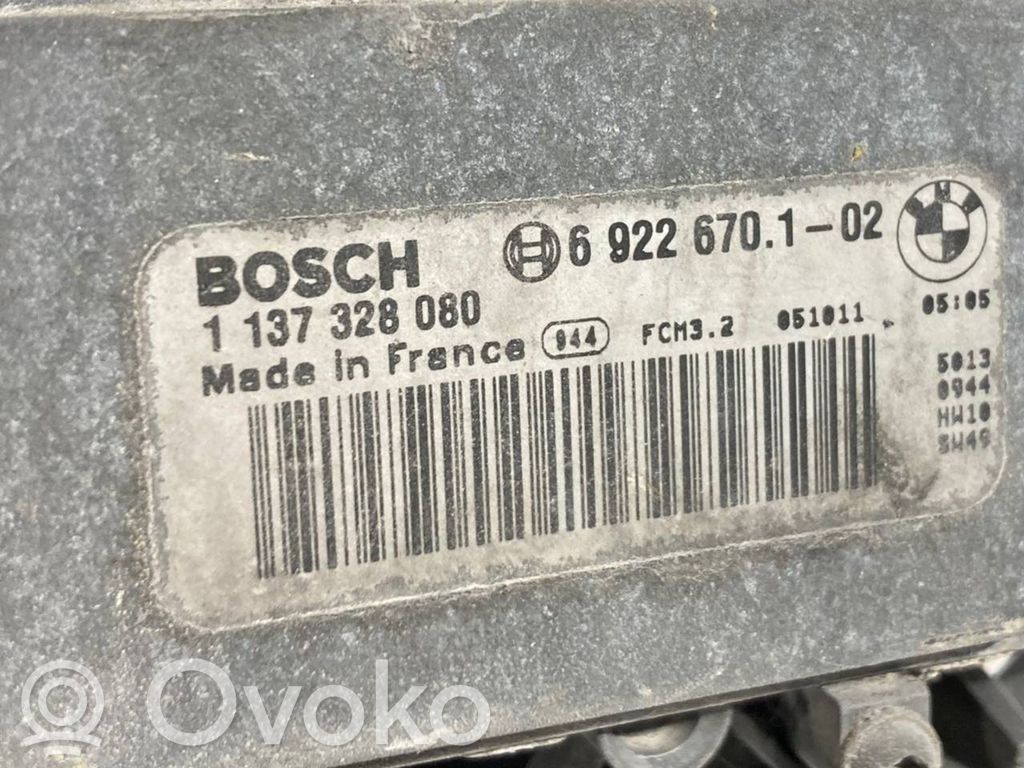 BOSCH 6 922 670.1-02 BMW
1 137 328 080
Made in France 944 FCM3.2 051011 05:05
5013
0944
HW10
SW46
Ovoko